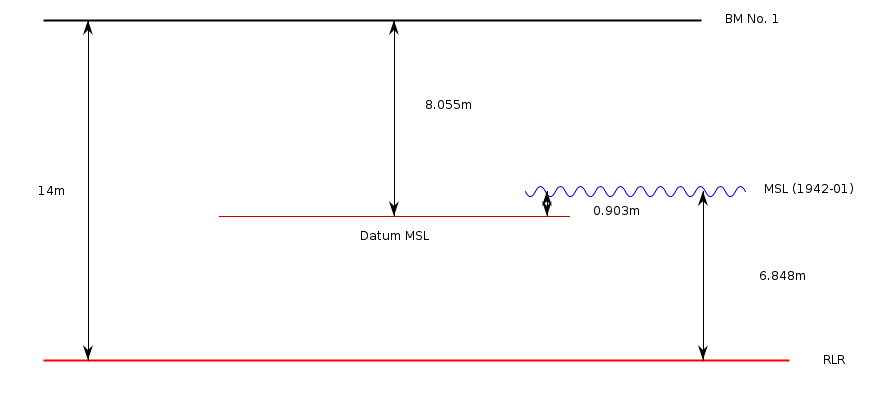 BM No. 1
8.055m
14m
MSL (1942-01)
0.903m
Datum MSL
6.848m
RLR